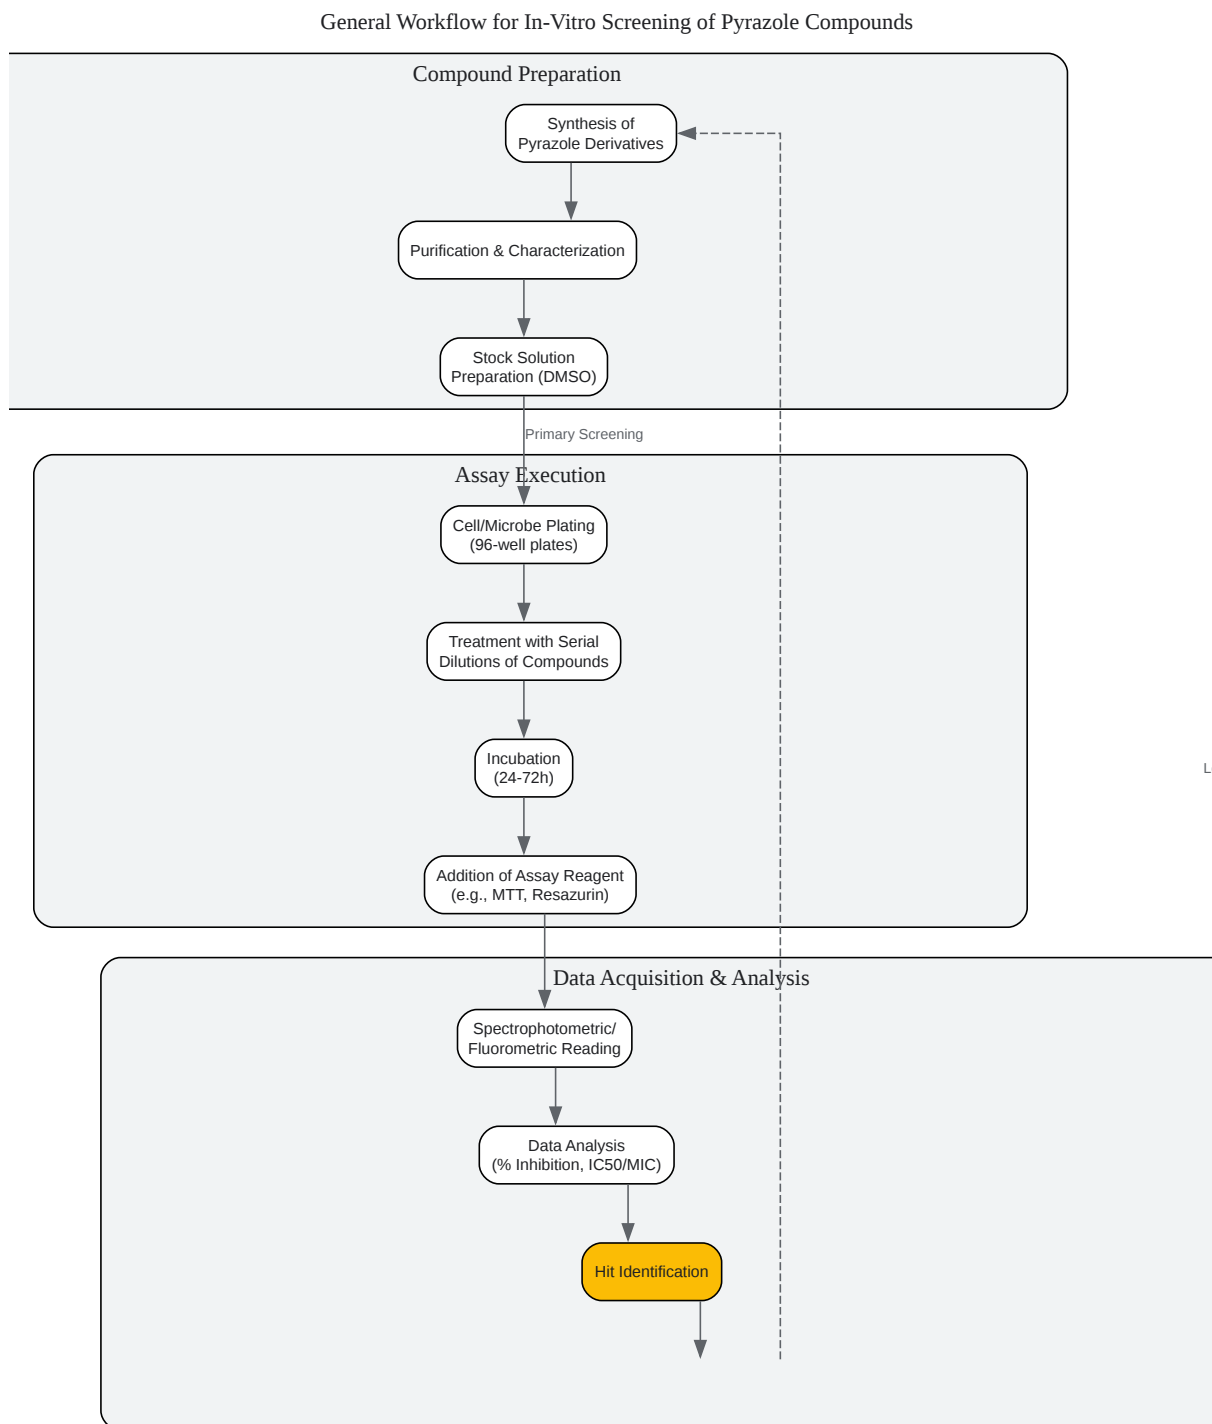 General Workflow for In-Vitro Screening of Pyrazole Compounds
Compound Preparation
Synthesis of
Pyrazole Derivatives
Purification & Characterization
Stock Solution
Preparation (DMSO)
Primary Screening
Assay Execution
Cell/Microbe Plating
(96-well plates)
Treatment with Serial
Dilutions of Compounds
Incubation
(24-72h)
Addition of Assay Reagent
(e.g., MTT, Resazurin)
Data Acquisition & Analysis
Spectrophotometric/
Fluorometric Reading
Data Analysis
(% Inhibition, IC50/MIC)
Hit Identification